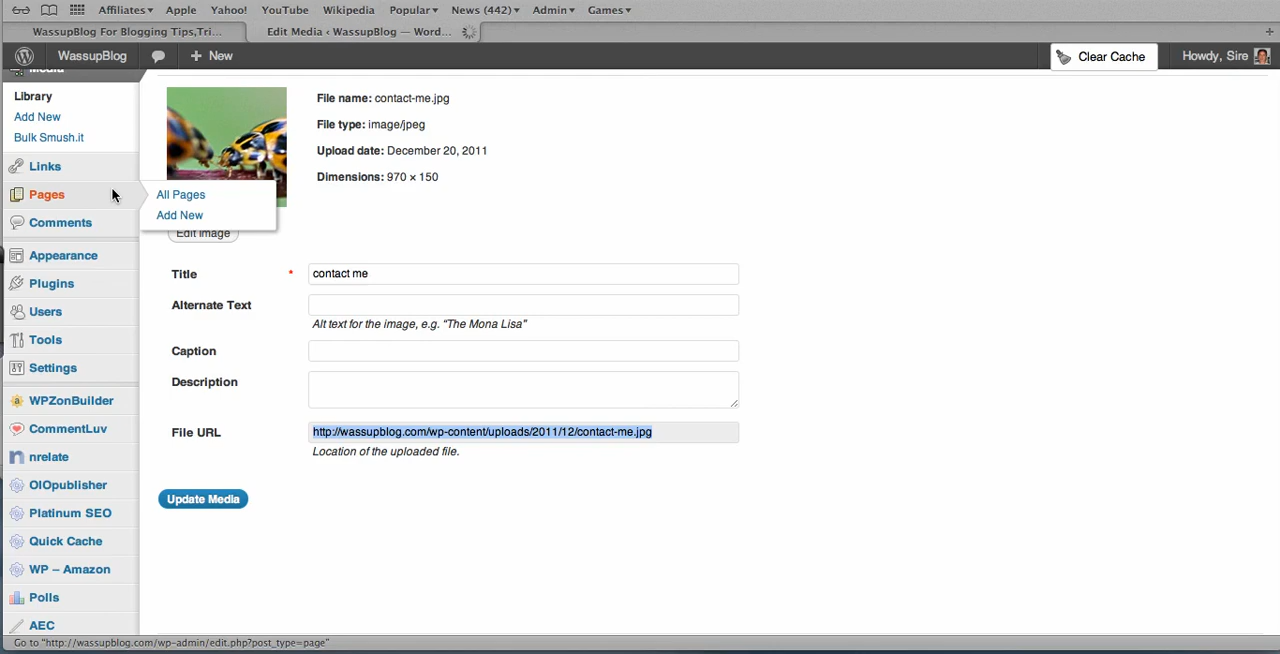 Affiliates▾ Apple Yahoo! YouTube Wikipedia Popular▾ News (442)▾ Admin▾ Games▾
WassupBlog For Blogging Tips,Tri... Edit Media ‹ WassupBlog — Word...
WassupBlog + New Clear Cache Howdy, Sire
Media
Library
Add New
Bulk Smush.it
Links
Pages
Comments
Appearance
Plugins
Users
Tools
Settings
WPZonBuilder
CommentLuv
nrelate
OIOpublisher
Platinum SEO
Quick Cache
WP – Amazon
Polls
AEC
All Pages
Add New
File name: contact-me.jpg
File type: image/jpeg
Upload date: December 20, 2011
Dimensions: 970 × 150
Edit Image
Title * contact me
Alternate Text
Alt text for the image, e.g. “The Mona Lisa”
Caption
Description
File URL http://wassupblog.com/wp-content/uploads/2011/12/contact-me.jpg
Location of the uploaded file.
Update Media
Go to “http://wassupblog.com/wp-admin/edit.php?post_type=page”